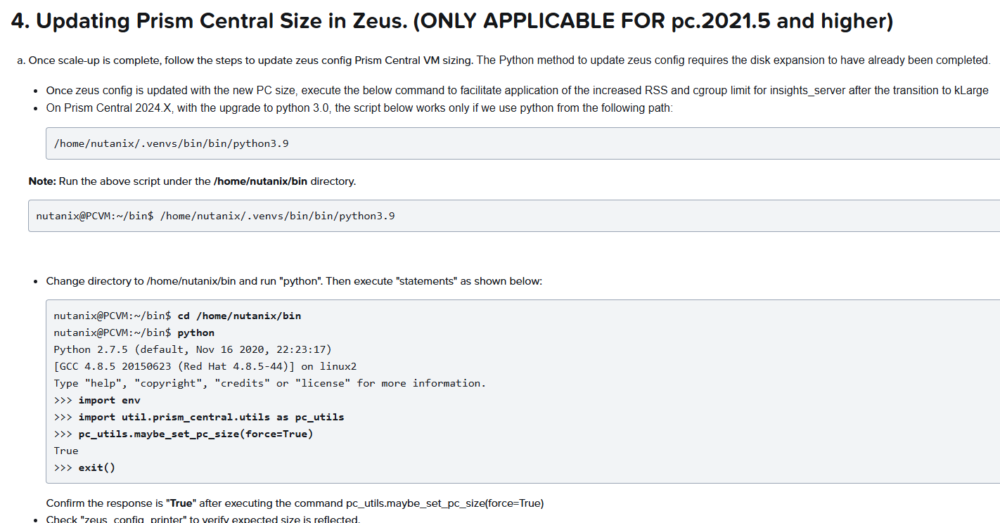 4. Updating Prism Central Size in Zeus. (ONLY APPLICABLE FOR pc.2021.5 and higher)
a. Once scale-up is complete, follow the steps to update zeus config Prism Central VM sizing. The Python method to update zeus config requires the disk expansion to have already been completed.
• Once zeus config is updated with the new PC size, execute the below command to facilitate application of the increased RSS and cgroup limit for insights_server after the transition to kLarge
• On Prism Central 2024.X, with the upgrade to python 3.0, the script below works only if we use python from the following path:
/home/nutanix/.venvs/bin/bin/python3.9
Note: Run the above script under the /home/nutanix/bin directory.
nutanix@PCVM:~/bin$ /home/nutanix/.venvs/bin/bin/python3.9
• Change directory to /home/nutanix/bin and run "python". Then execute "statements" as shown below:
nutanix@PCVM:~/bin$ cd /home/nutanix/bin
nutanix@PCVM:~/bin$ python
Python 2.7.5 (default, Nov 16 2020, 22:23:17)
[GCC 4.8.5 20150623 (Red Hat 4.8.5-44)] on linux2
Type "help", "copyright", "credits" or "license" for more information.
>>> import env
>>> import util.prism_central.utils as pc_utils
>>> pc_utils.maybe_set_pc_size(force=True)
True
>>> exit()
Confirm the response is "True" after executing the command pc_utils.maybe_set_pc_size(force=True)
• Check "zeus_config_printer" to verify expected size is reflected.